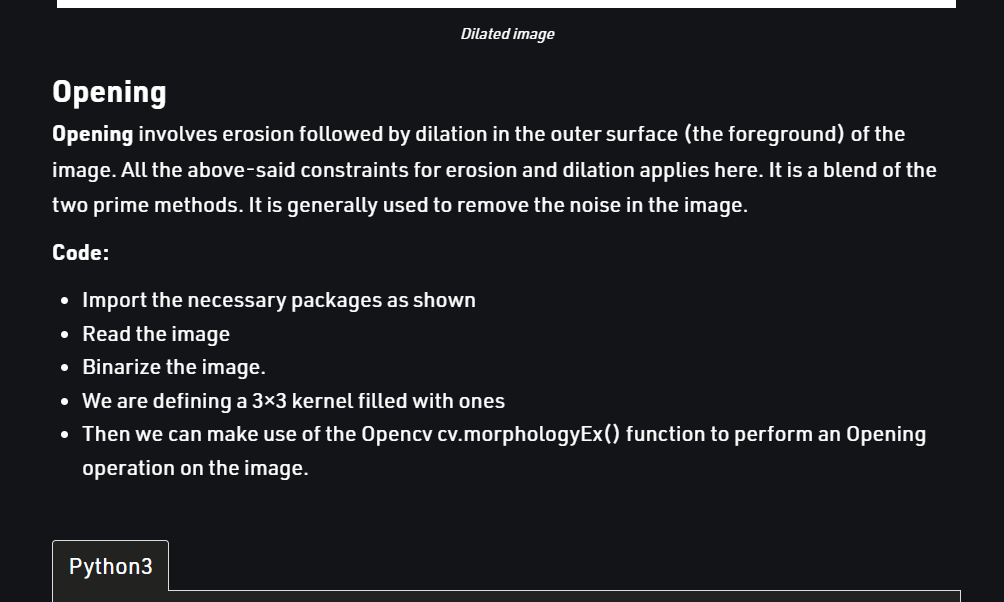 Dilated image
Opening
Opening involves erosion followed by dilation in the outer surface (the foreground) of the
image. All the above-said constraints for erosion and dilation applies here. It is a blend of the
two prime methods. It is generally used to remove the noise in the image.
Code:
• Import the necessary packages as shown
• Read the image
• Binarize the image.
• We are defining a 3×3 kernel filled with ones
• Then we can make use of the Opencv cv.morphologyEx() function to perform an Opening
operation on the image.
Python3